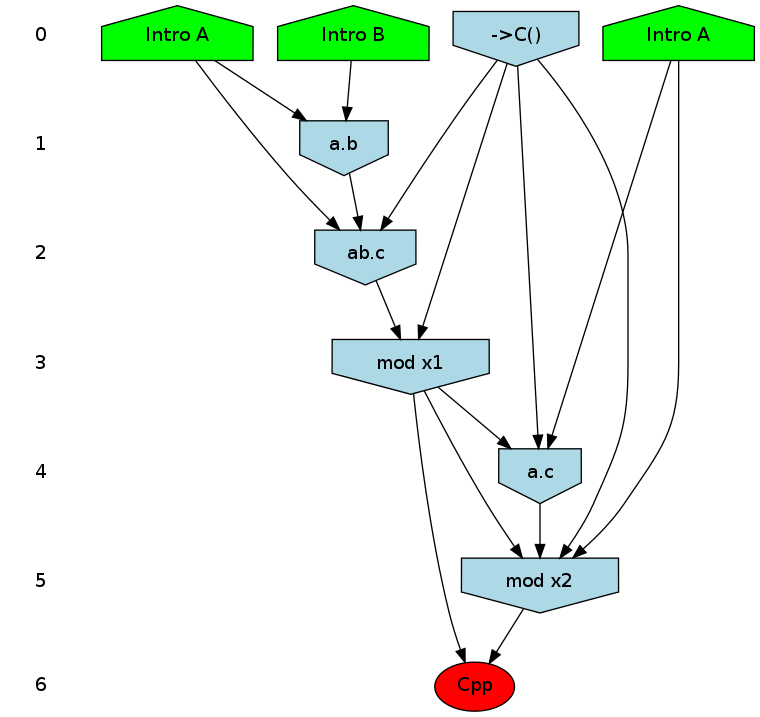 0
Intro A
Intro B
->C()
Intro A
1
a.b
2
ab.c
3
mod x1
4
a.c
5
mod x2
6
Cpp